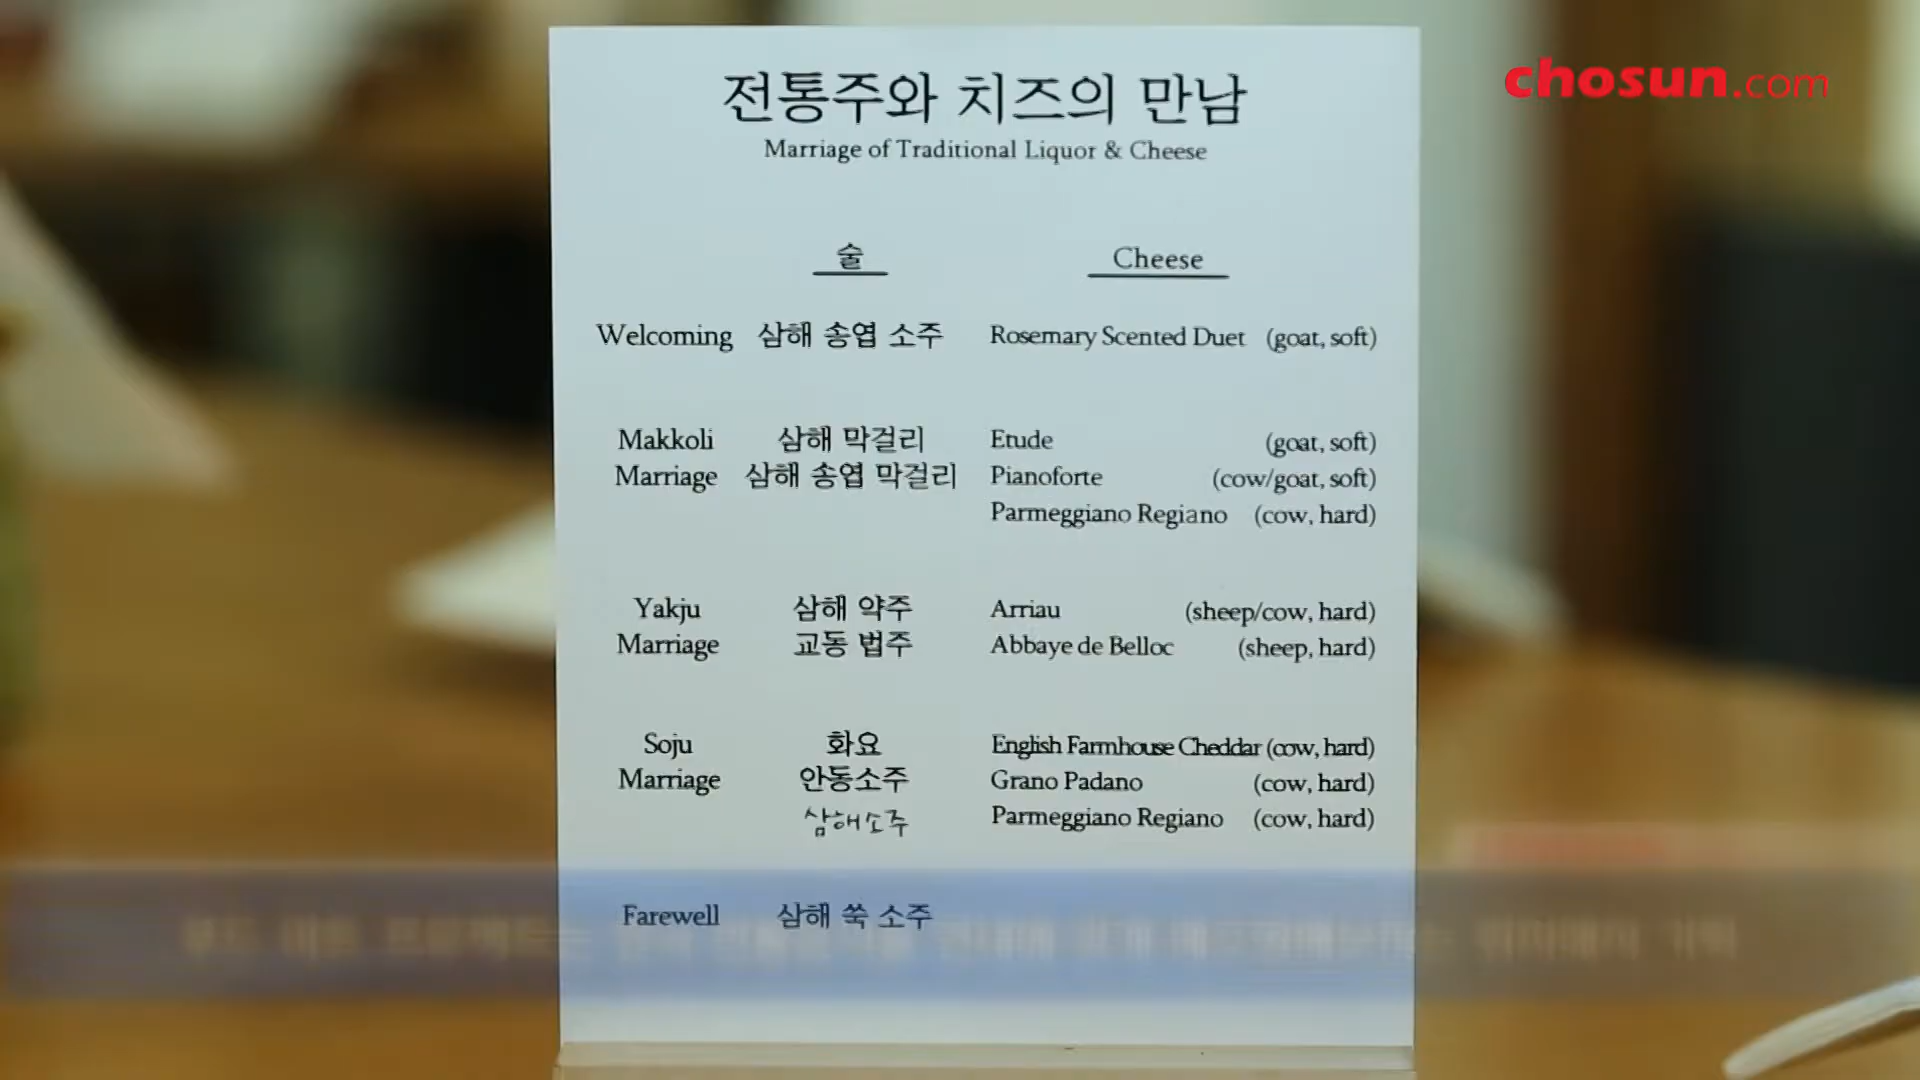 chosun.com
전통주와 치즈의 만남
Marriage of Traditional Liquor & Cheese
술 Cheese
Welcoming 삼해 송엽 소주 Rosemary Scented Duet (goat, soft)
Makkoli 삼해 막걸리 Etude (goat, soft)
Marriage 삼해 송엽 막걸리 Pianoforte (cow/goat, soft)
Parmeggiano Regiano (cow, hard)
Yakju 삼해 약주 Arriau (sheep/cow, hard)
Marriage 교동 법주 Abbaye de Belloc (sheep, hard)
Soju 화요 English Farmhouse Cheddar (cow, hard)
Marriage 안동소주 Grano Padano (cow, hard)
삼해소주 Parmeggiano Regiano (cow, hard)
Farewell 삼해 쑥 소주